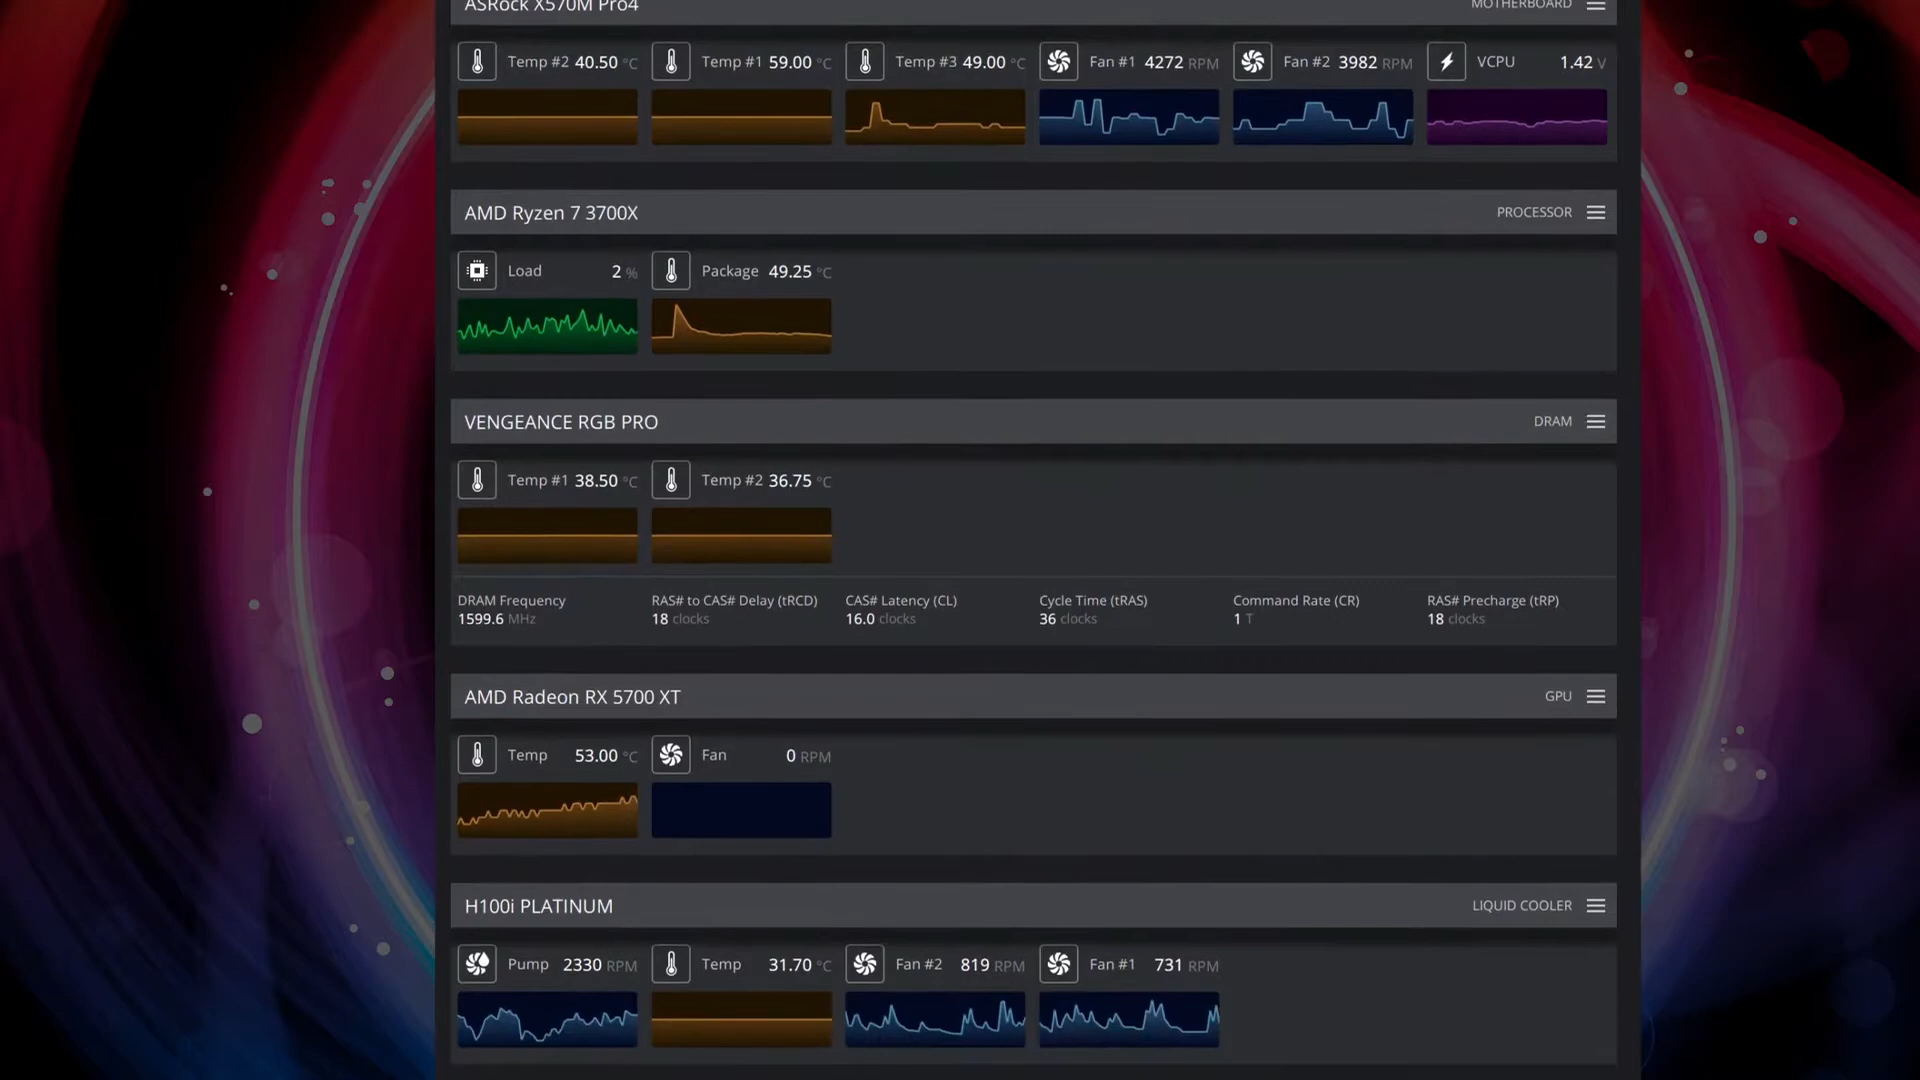 ASRock X570M Pro4 MOTHERBOARD
Temp #2 40.50 °C Temp #1 59.00 °C Temp #3 49.00 °C Fan #1 4272 RPM Fan #2 3982 RPM VCPU 1.42 V
AMD Ryzen 7 3700X PROCESSOR
Load 2 % Package 49.25 °C
VENGEANCE RGB PRO DRAM
Temp #1 38.50 °C Temp #2 36.75 °C
DRAM Frequency RAS# to CAS# Delay (tRCD) CAS# Latency (CL) Cycle Time (tRAS) Command Rate (CR) RAS# Precharge (tRP)
1599.6 MHz 18 clocks 16.0 clocks 36 clocks 1 T 18 clocks
AMD Radeon RX 5700 XT GPU
Temp 53.00 °C Fan 0 RPM
H100i PLATINUM LIQUID COOLER
Pump 2330 RPM Temp 31.70 °C Fan #2 819 RPM Fan #1 731 RPM